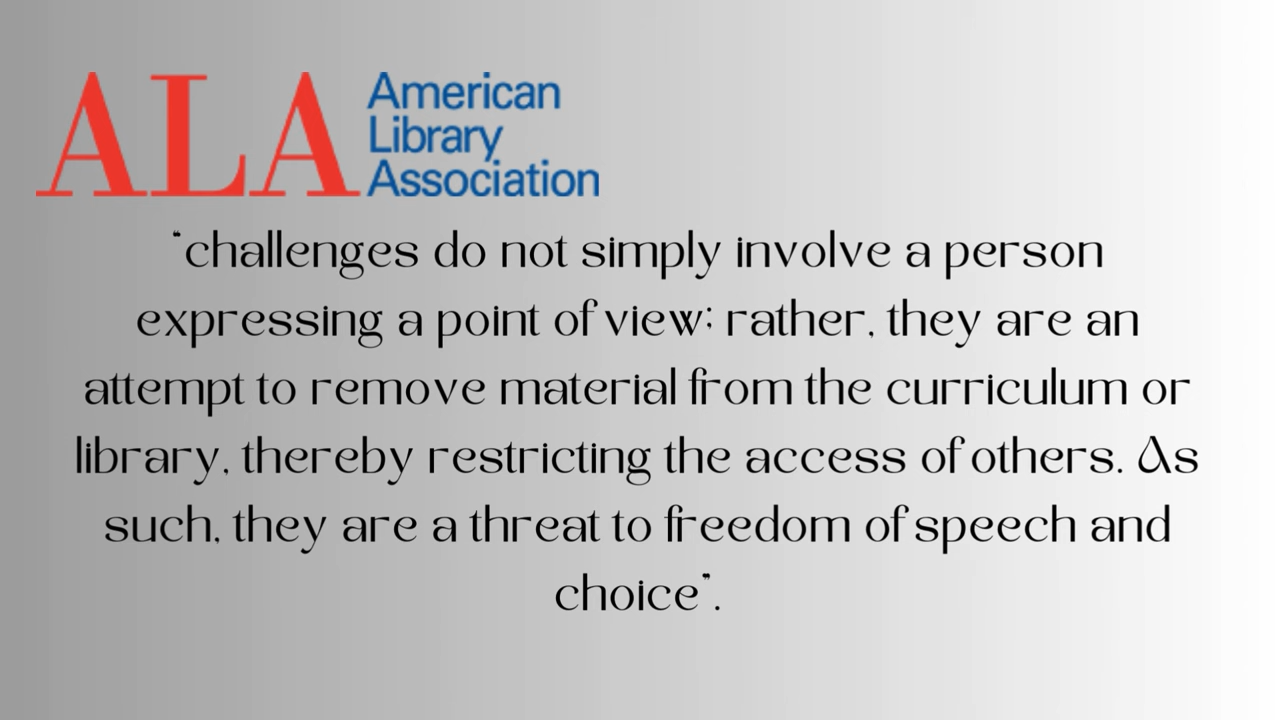 ALA
American
Library
Association
“challenges do not simply involve a person
expressing a point of view; rather, they are an
attempt to remove material from the curriculum or
library, thereby restricting the access of others. As
such, they are a threat to freedom of speech and
choice”.